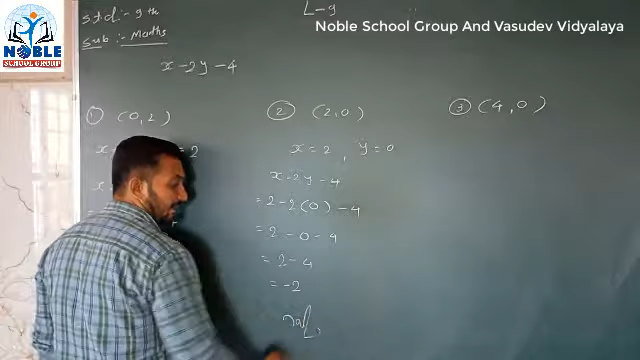 Std :- 9th
L-9
Sub :- Maths
Noble School Group And Vasudev Vidyalaya
NOBLE
SCHOOL GROUP
x - 2y - 4
① (0, 2)
② (2, 0)
③ (4, 0)
= 2
x = 2 , y = 0
x - 2y - 4
= 2 - 2(0) - 4
= 2 - 0 - 4
= 2 - 4
= -2